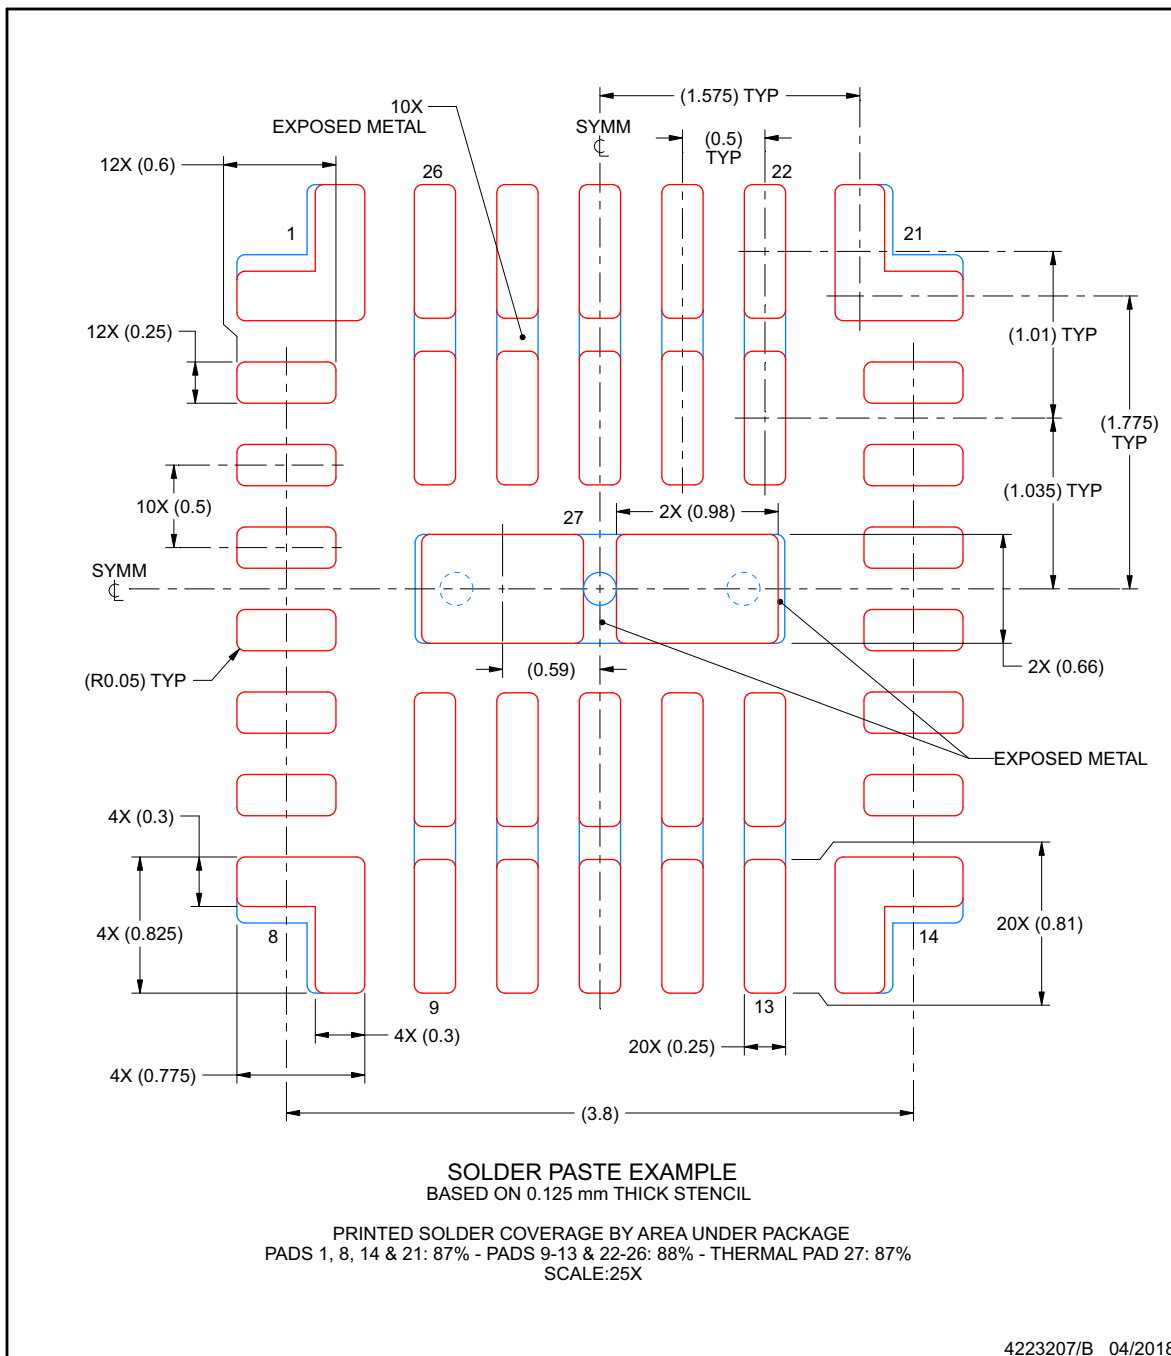 (1.575) TYP
10X
EXPOSED METAL
SYMM
(0.5)
TYP
12X (0.6)
26
22
1
21
12X (0.25)
(1.01) TYP
(1.775)
TYP
10X (0.5)
(1.035) TYP
27
2X (0.98)
SYMM
(R0.05) TYP
(0.59)
2X (0.66)
EXPOSED METAL
4X (0.3)
4X (0.825)
8
14
20X (0.81)
9
13
4X (0.3)
20X (0.25)
4X (0.775)
(3.8)
SOLDER PASTE EXAMPLE
BASED ON 0.125 mm THICK STENCIL
PRINTED SOLDER COVERAGE BY AREA UNDER PACKAGE
PADS 1, 8, 14 & 21: 87% - PADS 9-13 & 22-26: 88% - THERMAL PAD 27: 87%
SCALE:25X
4223207/B 04/2018